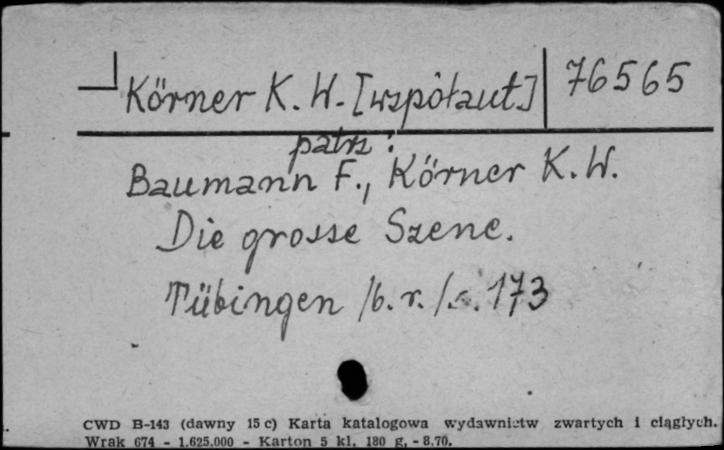 Körner K. W. [współaut.] 76565
patrz:
Baumann F., Körner K. W.
Die grosse Szene.
Tübingen /b. r./ s. 173
CWD B-143 (dawny 15 c) Karta katalogowa wydawnictw zwartych i ciągłych.
Wrak 674 - 1.625.000 - Karton 5 kl. 180 g. - 8.70.